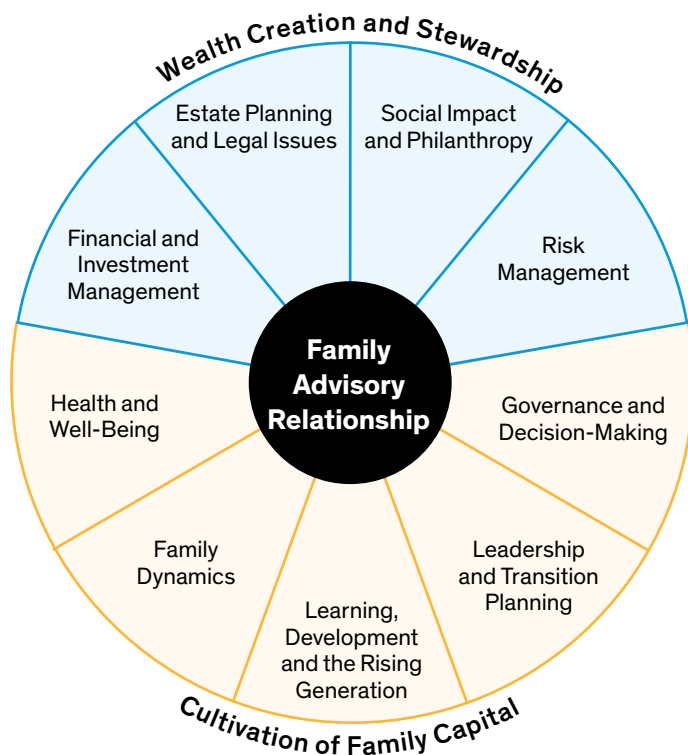 Wealth Creation and Stewardship
Estate Planning
and Legal Issues
Social Impact
and Philanthropy
Financial and
Investment
Management
Risk
Management
Family
Advisory
Relationship
Health and
Well-Being
Governance and
Decision-Making
Family
Dynamics
Leadership
and Transition
Planning
Learning,
Development
and the Rising
Generation
Cultivation of Family Capital